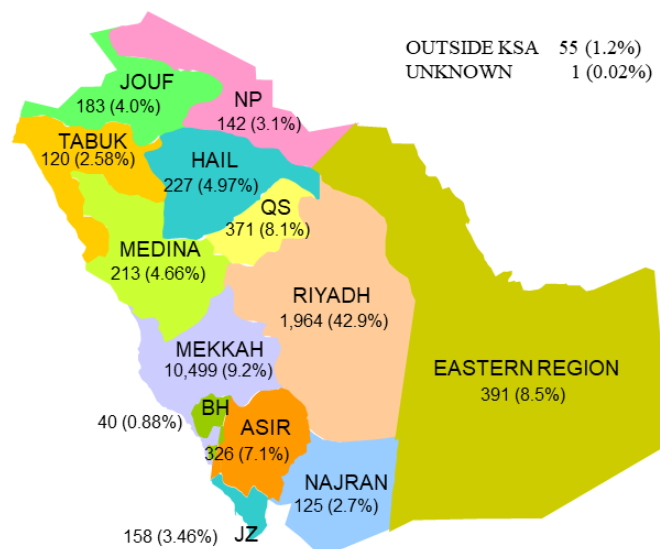 OUTSIDE KSA 55 (1.2%)
UNKNOWN 1 (0.02%)
JOUF
183 (4.0%)
NP
142 (3.1%)
TABUK
120 (2.58%)
HAIL
227 (4.97%)
QS
371 (8.1%)
MEDINA
213 (4.66%)
RIYADH
1,964 (42.9%)
MEKKAH
10,499 (9.2%)
EASTERN REGION
391 (8.5%)
BH
40 (0.88%)
ASIR
326 (7.1%)
NAJRAN
125 (2.7%)
JZ
158 (3.46%)